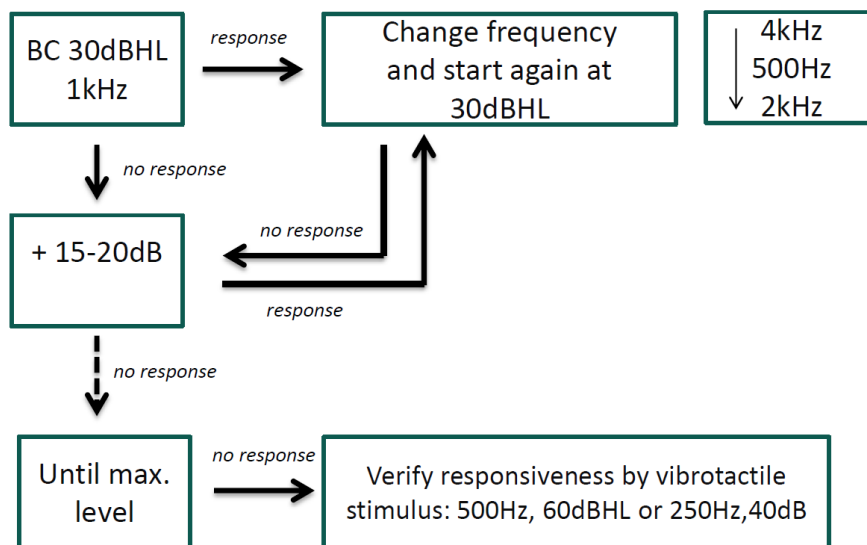 BC 30dBHL
1kHz
response
Change frequency
and start again at
30dBHL
4kHz
500Hz
2kHz
no response
+ 15-20dB
no response
response
no response
Until max.
level
no response
Verify responsiveness by vibrotactile
stimulus: 500Hz, 60dBHL or 250Hz,40dB